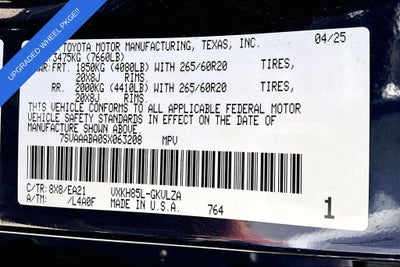 UPGRADED WHEEL PKGE!!
TOYOTA MOTOR MANUFACTURING, TEXAS, INC. 04/25
3475KG (7660LB)
FRT. 1850KG (4080LB) WITH 265/60R20 TIRES,
20X8J RIMS.
RR. 2000KG (4410LB) WITH 265/60R20 TIRES,
20X8J RIMS.
THIS VEHICLE CONFORMS TO ALL APPLICABLE FEDERAL MOTOR
VEHICLE SAFETY STANDARDS IN EFFECT ON THE DATE OF
MANUFACTURE SHOWN ABOVE.
7SVAAABA0SX063208 MPV
C/TR: 8X8/EA21 VXKH85L-GKVLZA
A/TM: /L4A0F MADE IN U.S.A. 764 1